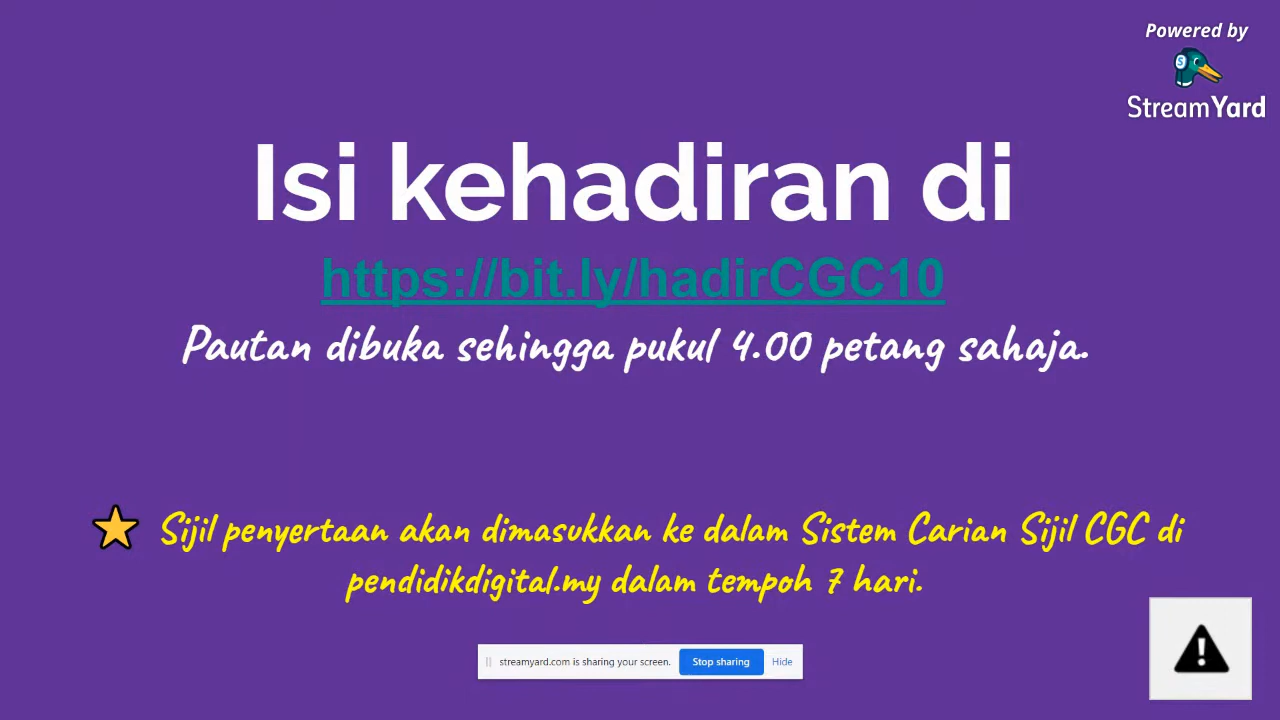 Powered by
StreamYard
Isi kehadiran di
https://bit.ly/hadirCGC10
Pautan dibuka sehingga pukul 4.00 petang sahaja.
Sijil penyertaan akan dimasukkan ke dalam Sistem Carian Sijil CGC di
pendidikdigital.my dalam tempoh 7 hari.
streamyard.com is sharing your screen. Stop sharing Hide